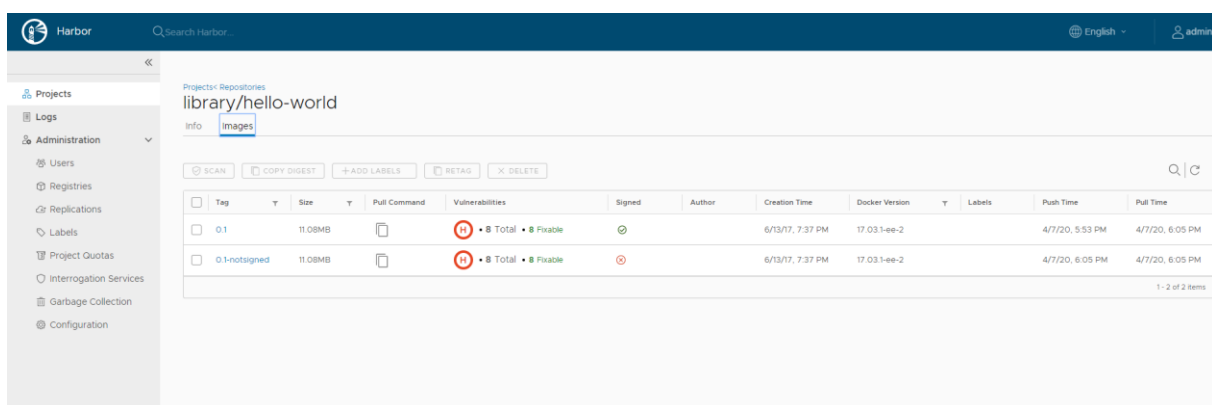 Harbor Search Harbor... English admin
Projects
Logs
Administration
Users
Registries
Replications
Labels
Project Quotas
Interrogation Services
Garbage Collection
Configuration
Projects< Repositories
library/hello-world
Info Images
SCAN COPY DIGEST +ADD LABELS RETAG DELETE
Tag Size Pull Command Vulnerabilities Signed Author Creation Time Docker Version Labels Push Time Pull Time
0.1 11.08MB H • 8 Total • 8 Fixable 6/13/17, 7:37 PM 17.03.1-ee-2 4/7/20, 5:53 PM 4/7/20, 6:05 PM
0.1-notsigned 11.08MB H • 8 Total • 8 Fixable 6/13/17, 7:37 PM 17.03.1-ee-2 4/7/20, 6:05 PM 4/7/20, 6:05 PM
1 - 2 of 2 items